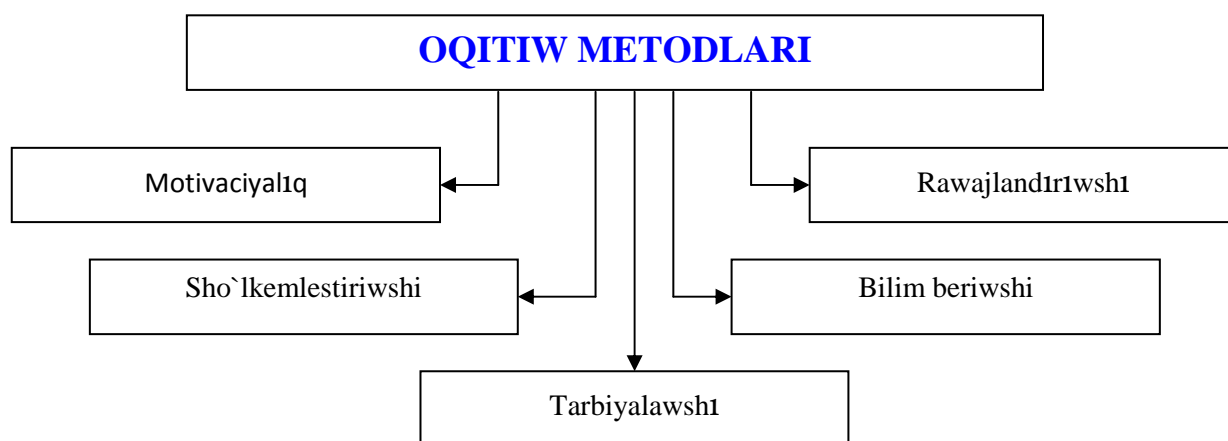 OQITIW METODLARI
Motivaciyal1q
Rawajland1r1wsh1
Sho`lkemlestiriwshi
Bilim beriwshi
Tarbiyalawsh1